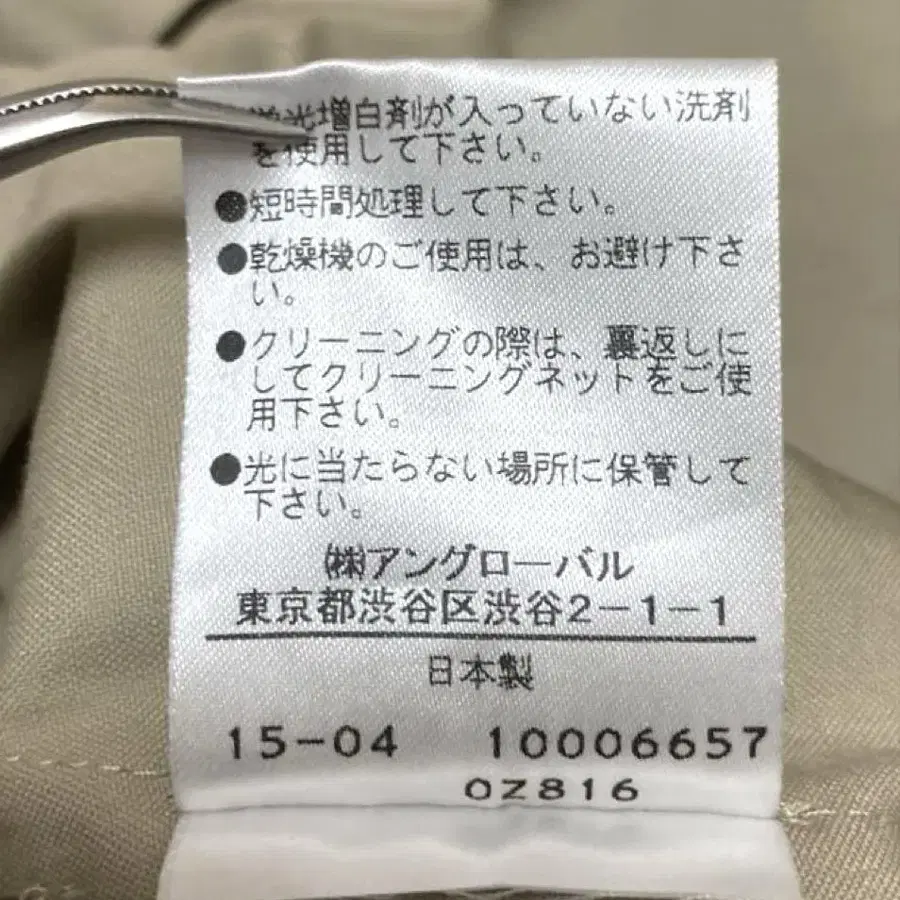 蛍光増白剤が入っていない洗剤
を使用して下さい。
●短時間処理して下さい。
●乾燥機のご使用は、お避け下さ
い。
●クリーニングの際は、裏返しに
してクリーニングネットをご使
用下さい。
●光に当たらない場所に保管して
下さい。
㈱アングローバル
東京都渋谷区渋谷2-1-1
日本製
15-04 10006657
OZ816